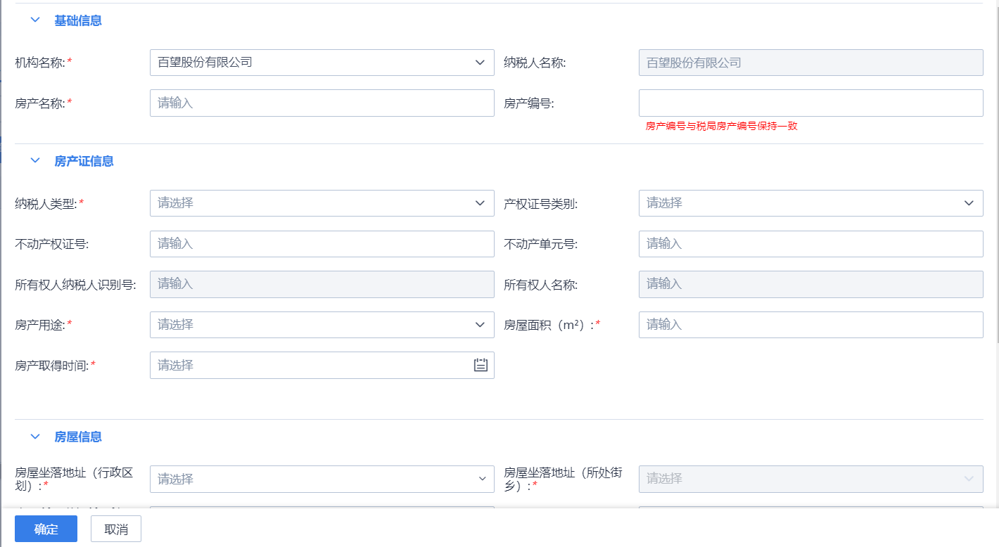 基础信息
机构名称:* 百望股份有限公司 纳税人名称: 百望股份有限公司
房产名称:* 请输入 房产编号:
房产编号与税局房产编号保持一致
房产证信息
纳税人类型:* 请选择 产权证号类别: 请选择
不动产权证号: 请输入 不动产单元号: 请输入
所有权人纳税人识别号: 请输入 所有权人名称: 请输入
房产用途:* 请选择 房屋面积（m²）:* 请输入
房产取得时间:* 请选择
房屋信息
房屋坐落地址（行政区
划）:* 请选择
房屋坐落地址（所处街
乡）:* 请选择
确定 取消